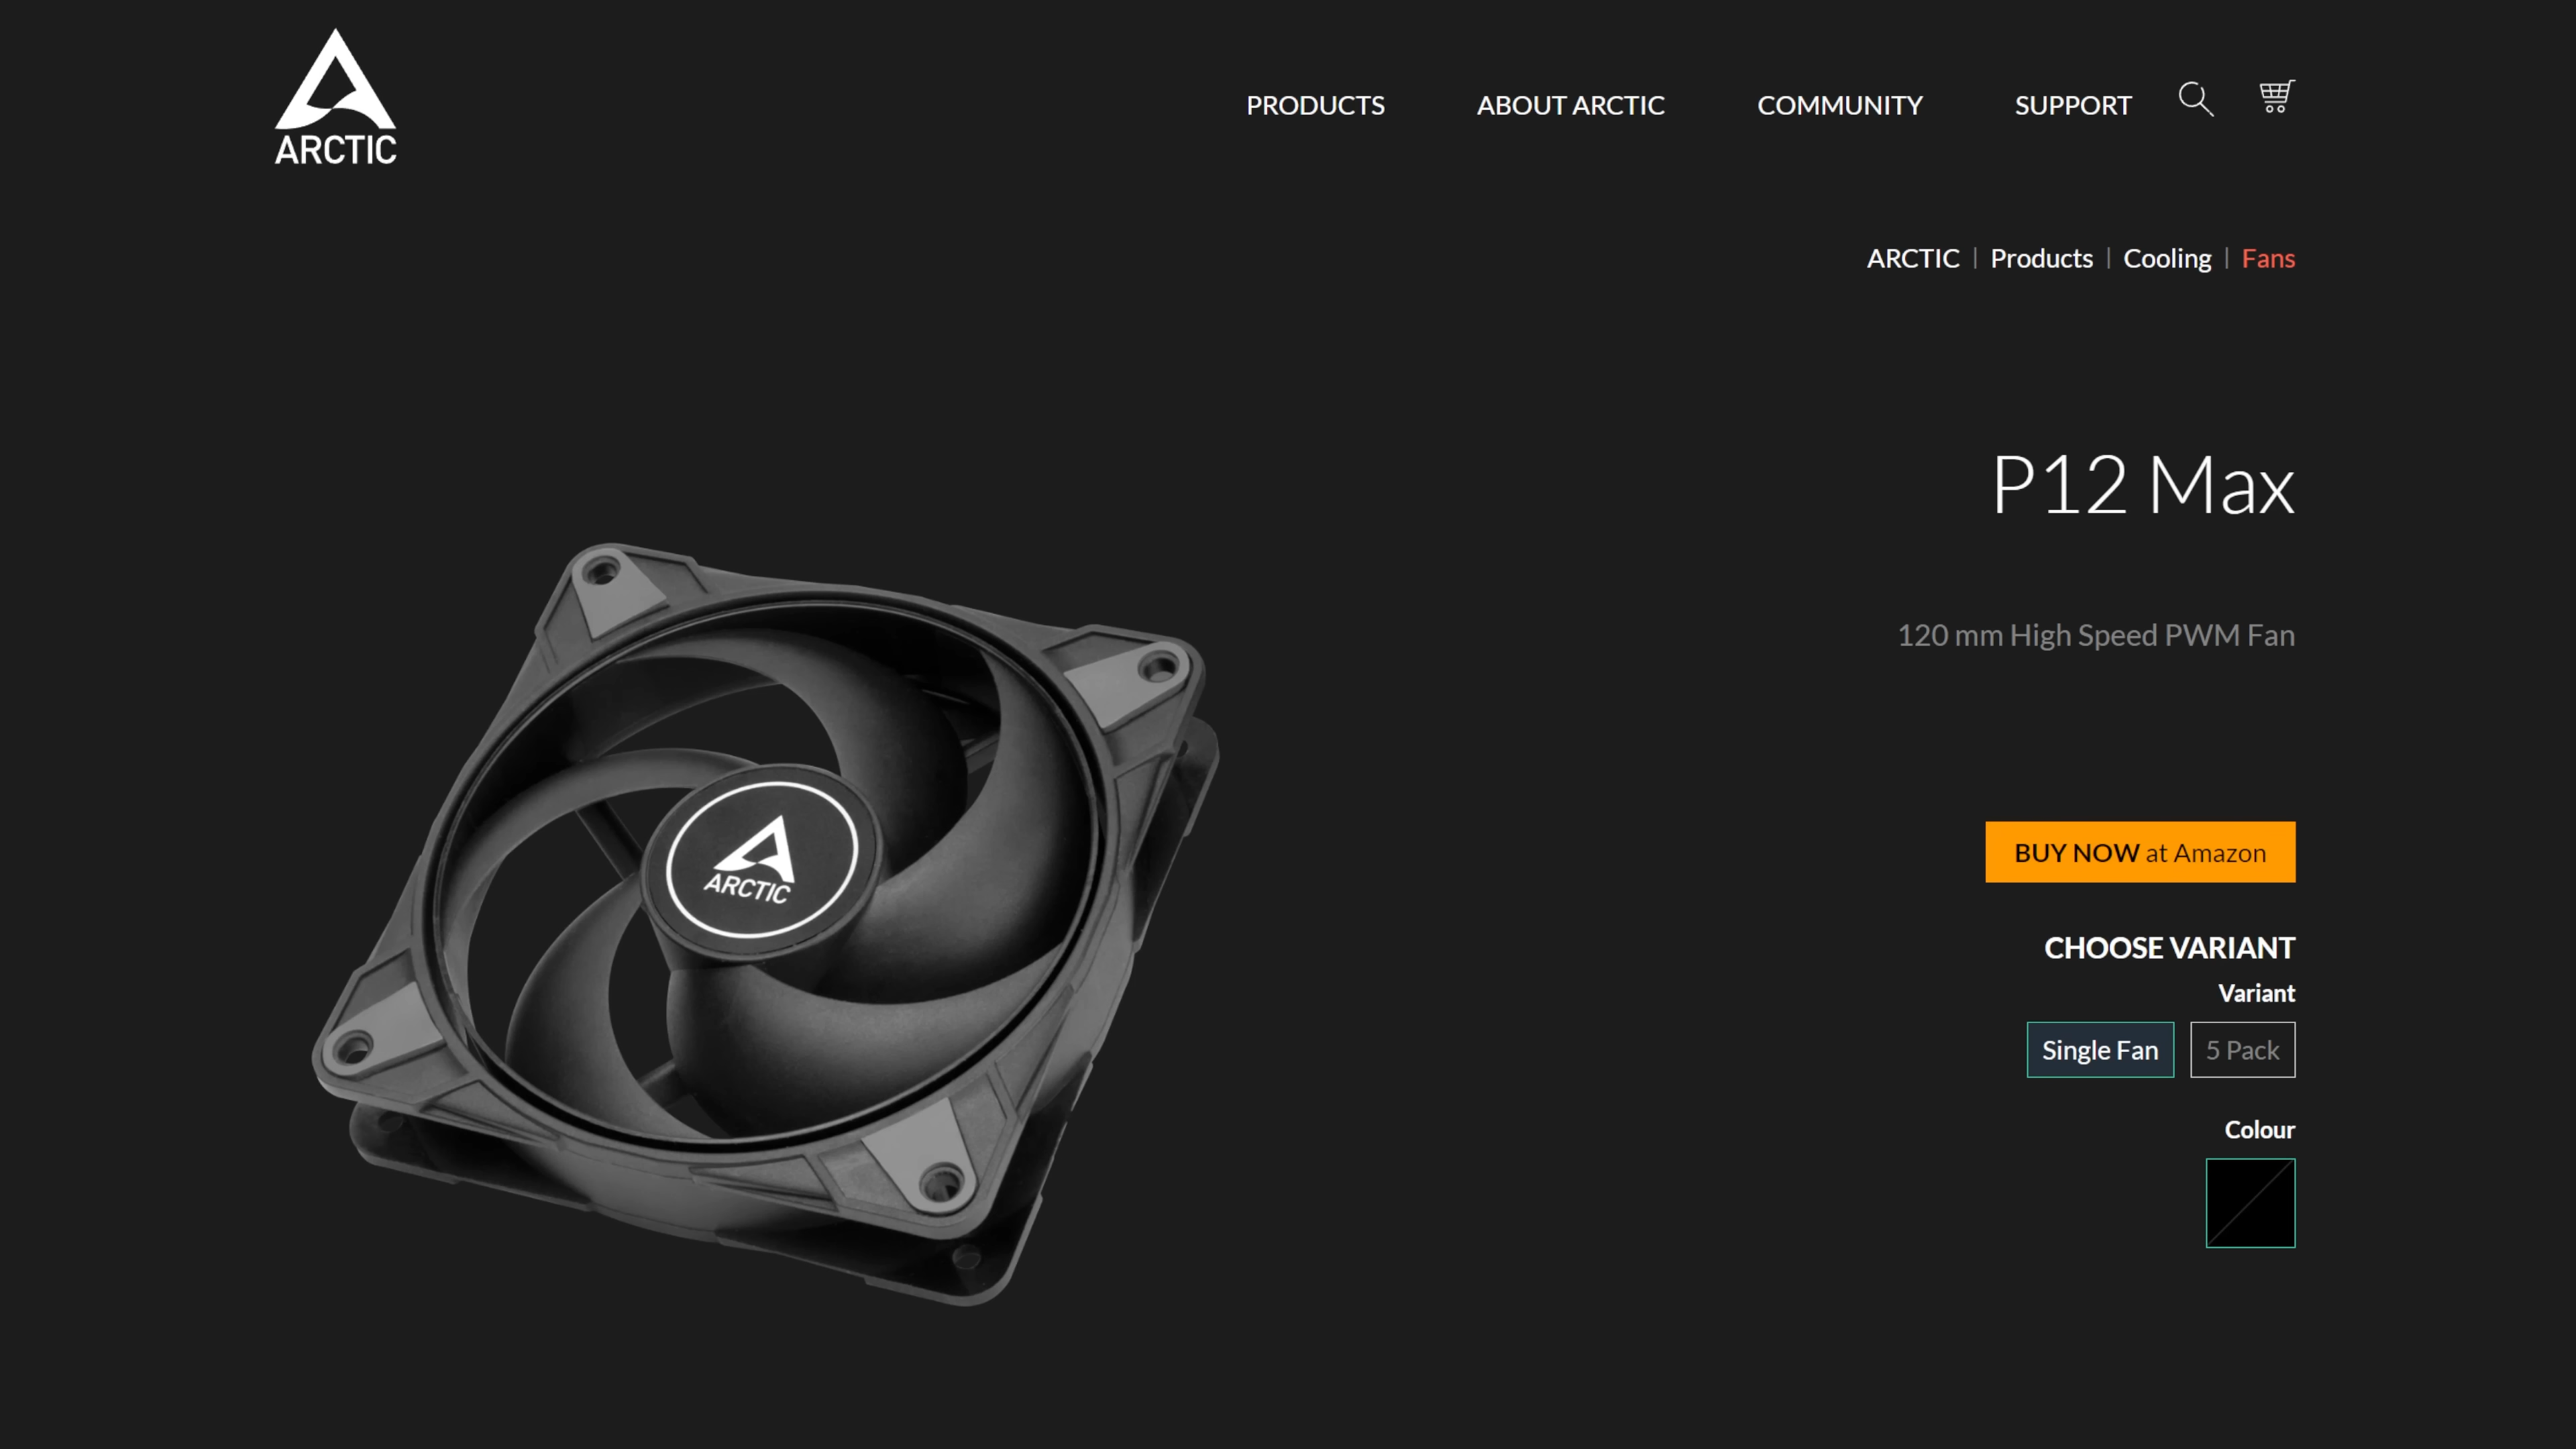 ARCTIC
PRODUCTS
ABOUT ARCTIC
COMMUNITY
SUPPORT
ARCTIC | Products | Cooling | Fans
P12 Max
120 mm High Speed PWM Fan
ARCTIC
BUY NOW at Amazon
CHOOSE VARIANT
Variant
Single Fan
5 Pack
Colour